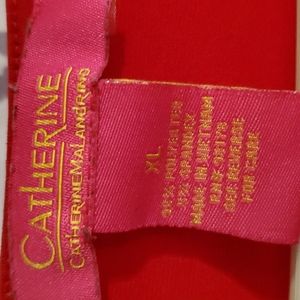 CATHERINE
CATHERINE MALANDRINO
XL
95% POLYESTER
5% SPANDEX
MADE IN VIETNAM
SEE REVERSE
FOR CARE